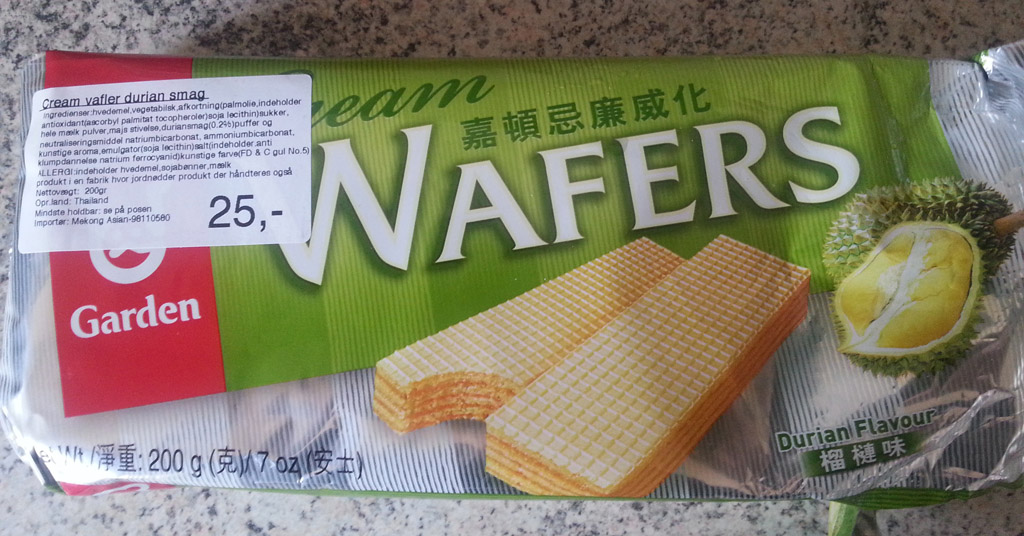 Cream vafler durian smag
Ingredienser:hvedemel,vegetabilsk,afkortning(palmolie,indeholder
antioxidant(ascorbyl palmitat tocopheroler)soja lecithin)sukker,
hele mælk pulver,majs stivelse,duriansmag(0.2%)puffer og
neutraliseringsmiddel natriumbicarbonat, ammoniumbicarbonat,
kunstige aroma,emulgator(soja lecithin)salt(indeholder anti
klumpdannelse natrium ferrocyanid)kunstige farve(FD & C gul No.5)
ALLERGI:indeholder hvedemel,sojabønner,mælk
produkt i en fabrik hvor jordnødder produkt der håndteres også
Nettovægt: 200gr
Opr.land: Thailand
Mindste holdbar: se på posen
Importør: Mekong Asian-98110580
25,-
ream
嘉頓忌廉威化
WAFERS
Garden
Wt./淨重: 200 g (克)/ 7 oz (安士)
Durian Flavour
榴槤味